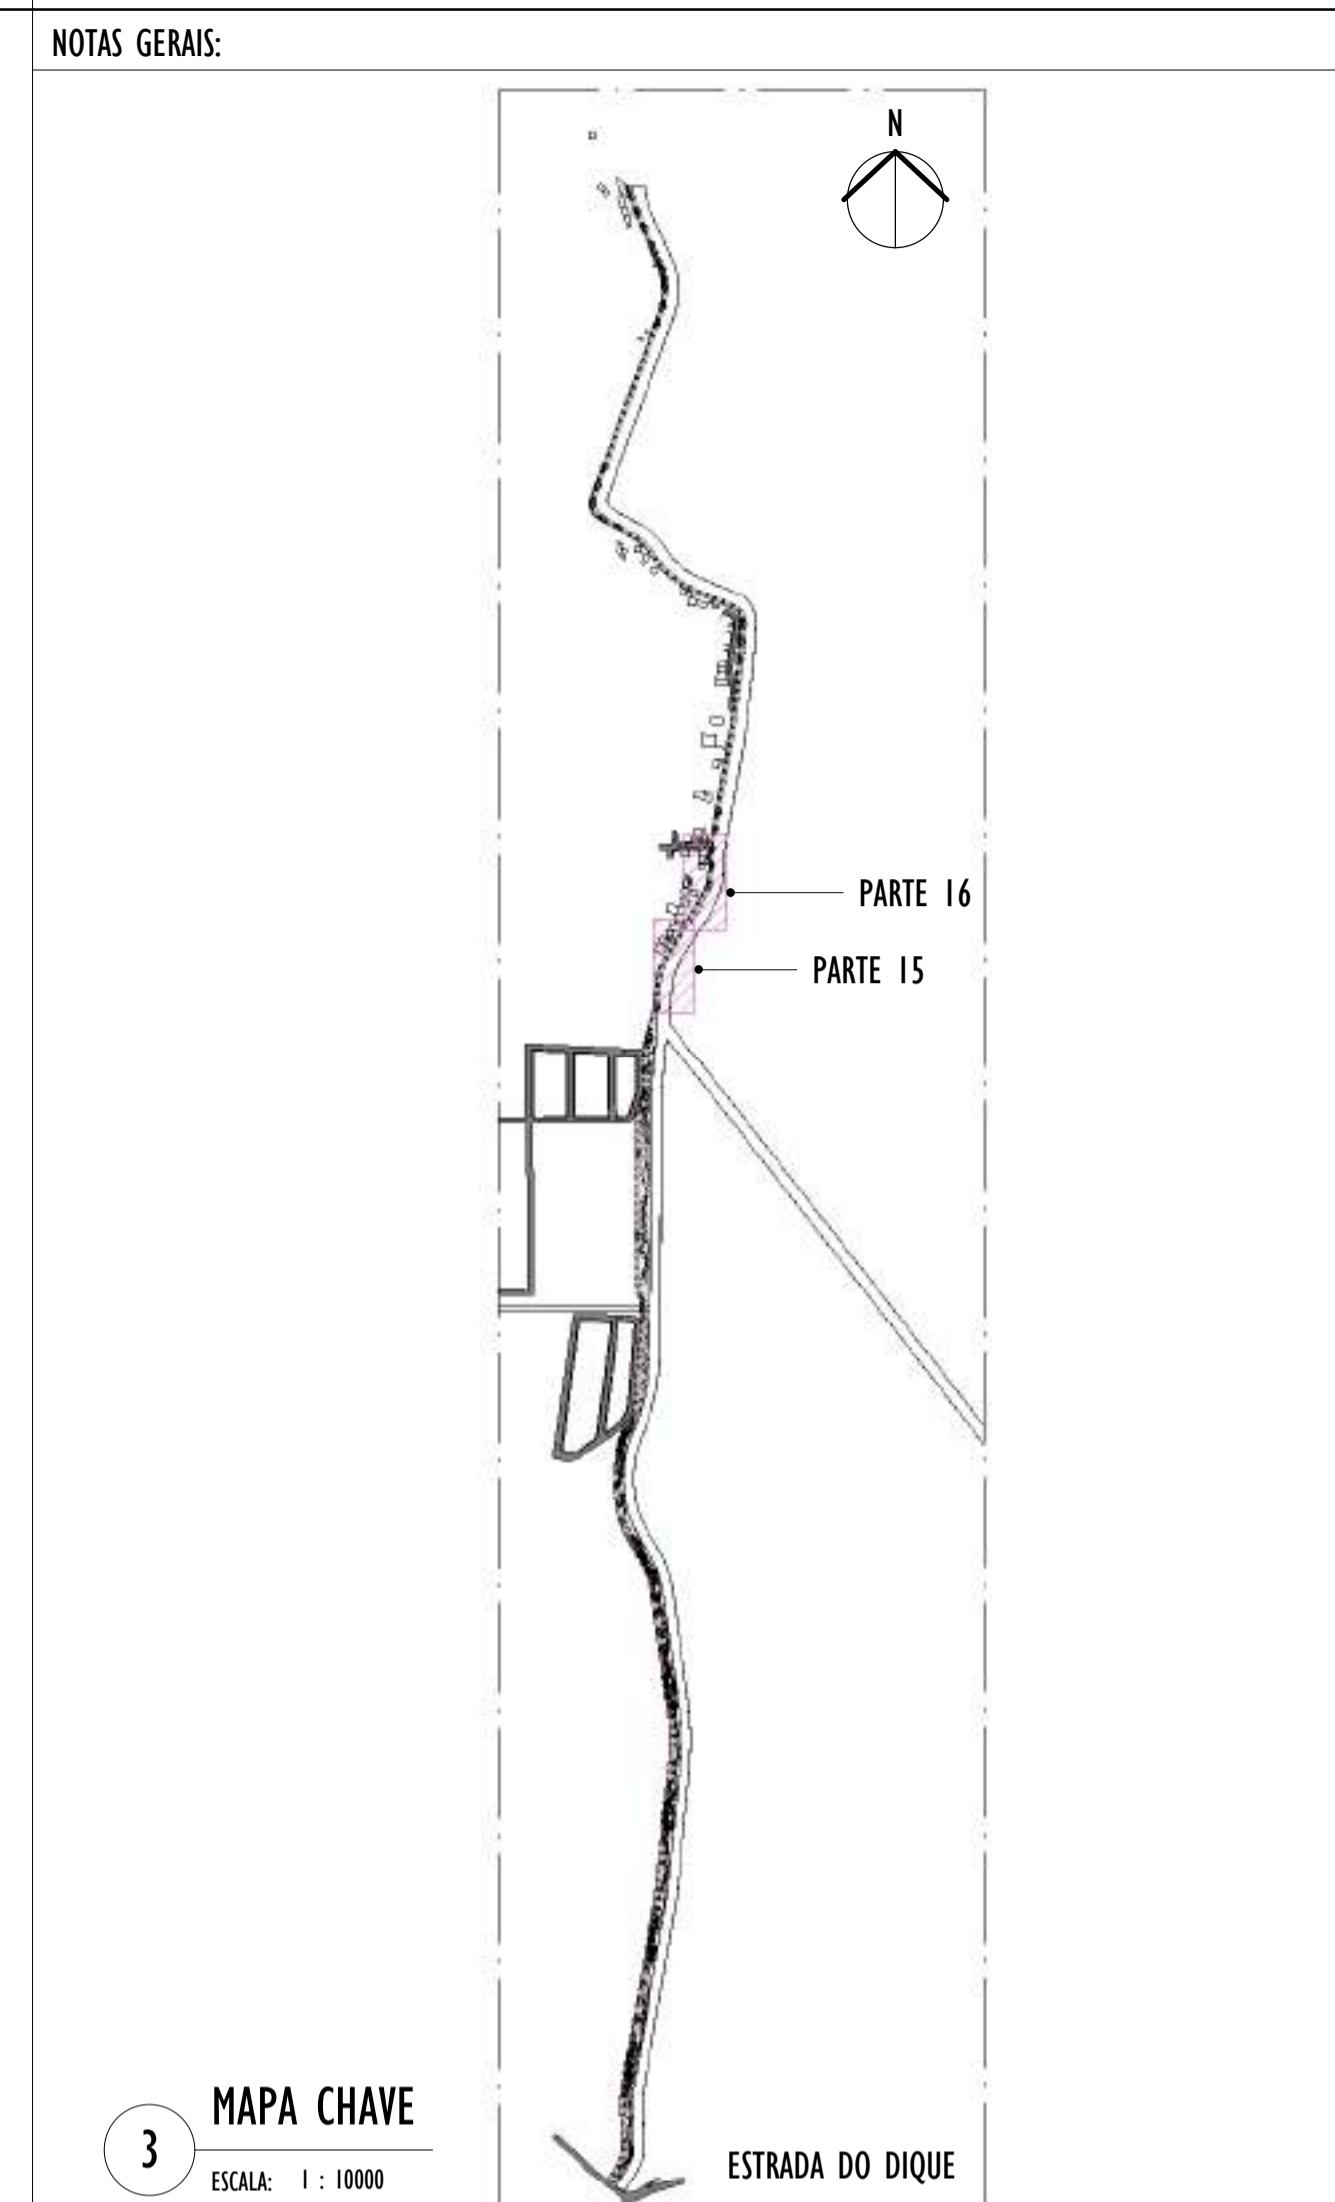 NOTAS GERAIS:
N
PARTE 16
PARTE 15
3
MAPA CHAVE
ESCALA: 1 : 10000
ESTRADA DO DIQUE